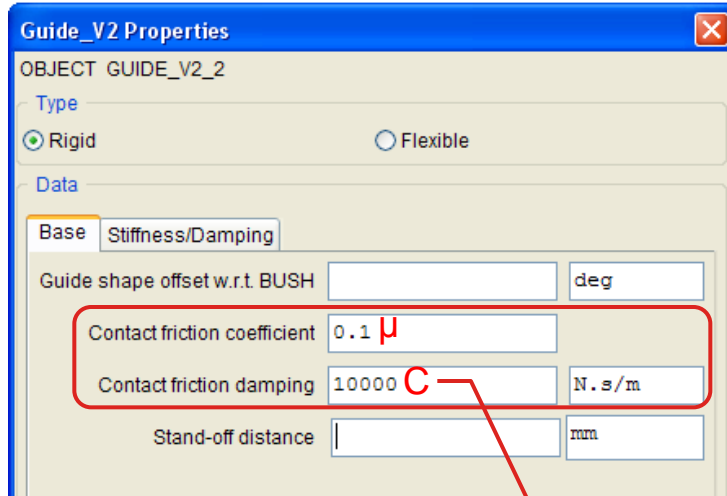 Guide_V2 Properties
OBJECT GUIDE_V2_2
Type
Rigid Flexible
Data
Base Stiffness/Damping
Guide shape offset w.r.t. BUSH deg
Contact friction coefficient 0.1 μ
Contact friction damping 10000 C N.s/m
Stand-off distance mm